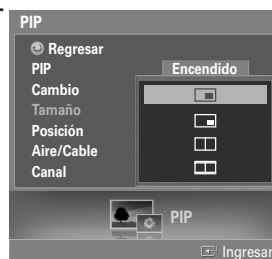 PIP
Regresar
PIP Encendido
Cambio
Tamaño
Posición
Aire/Cable
Canal
PIP
Ingresar